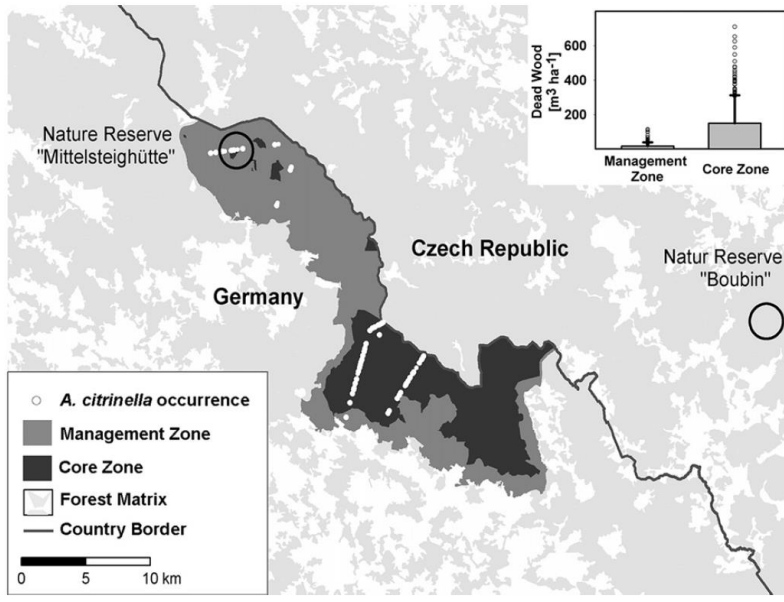 Dead Wood
[m³ ha⁻¹]
600
400
200
Management
Zone
Core Zone
Nature Reserve
"Mittelsteighütte"
Czech Republic
Natur Reserve
"Boubin"
Germany
A. citrinella occurrence
Management Zone
Core Zone
Forest Matrix
Country Border
0 5 10 km